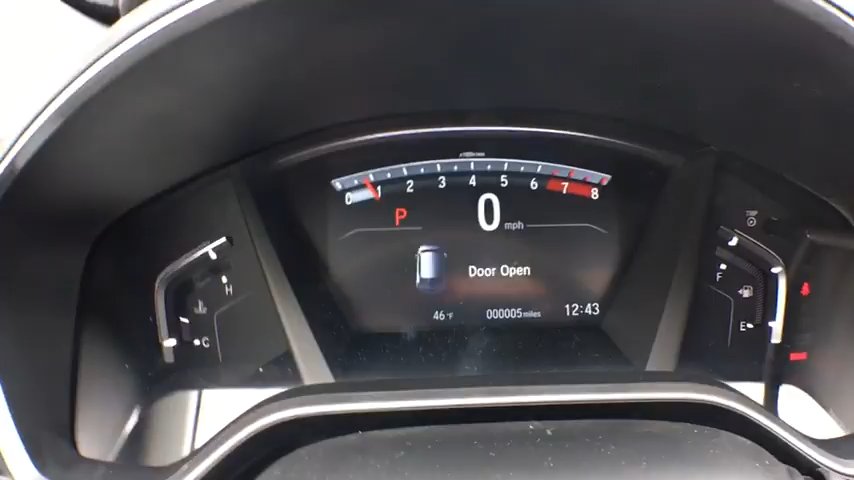 0 1 2 3 4 5 6 7 8
P
0 mph
H
C
Door Open
46 °F
000005 miles
12:43
F
E